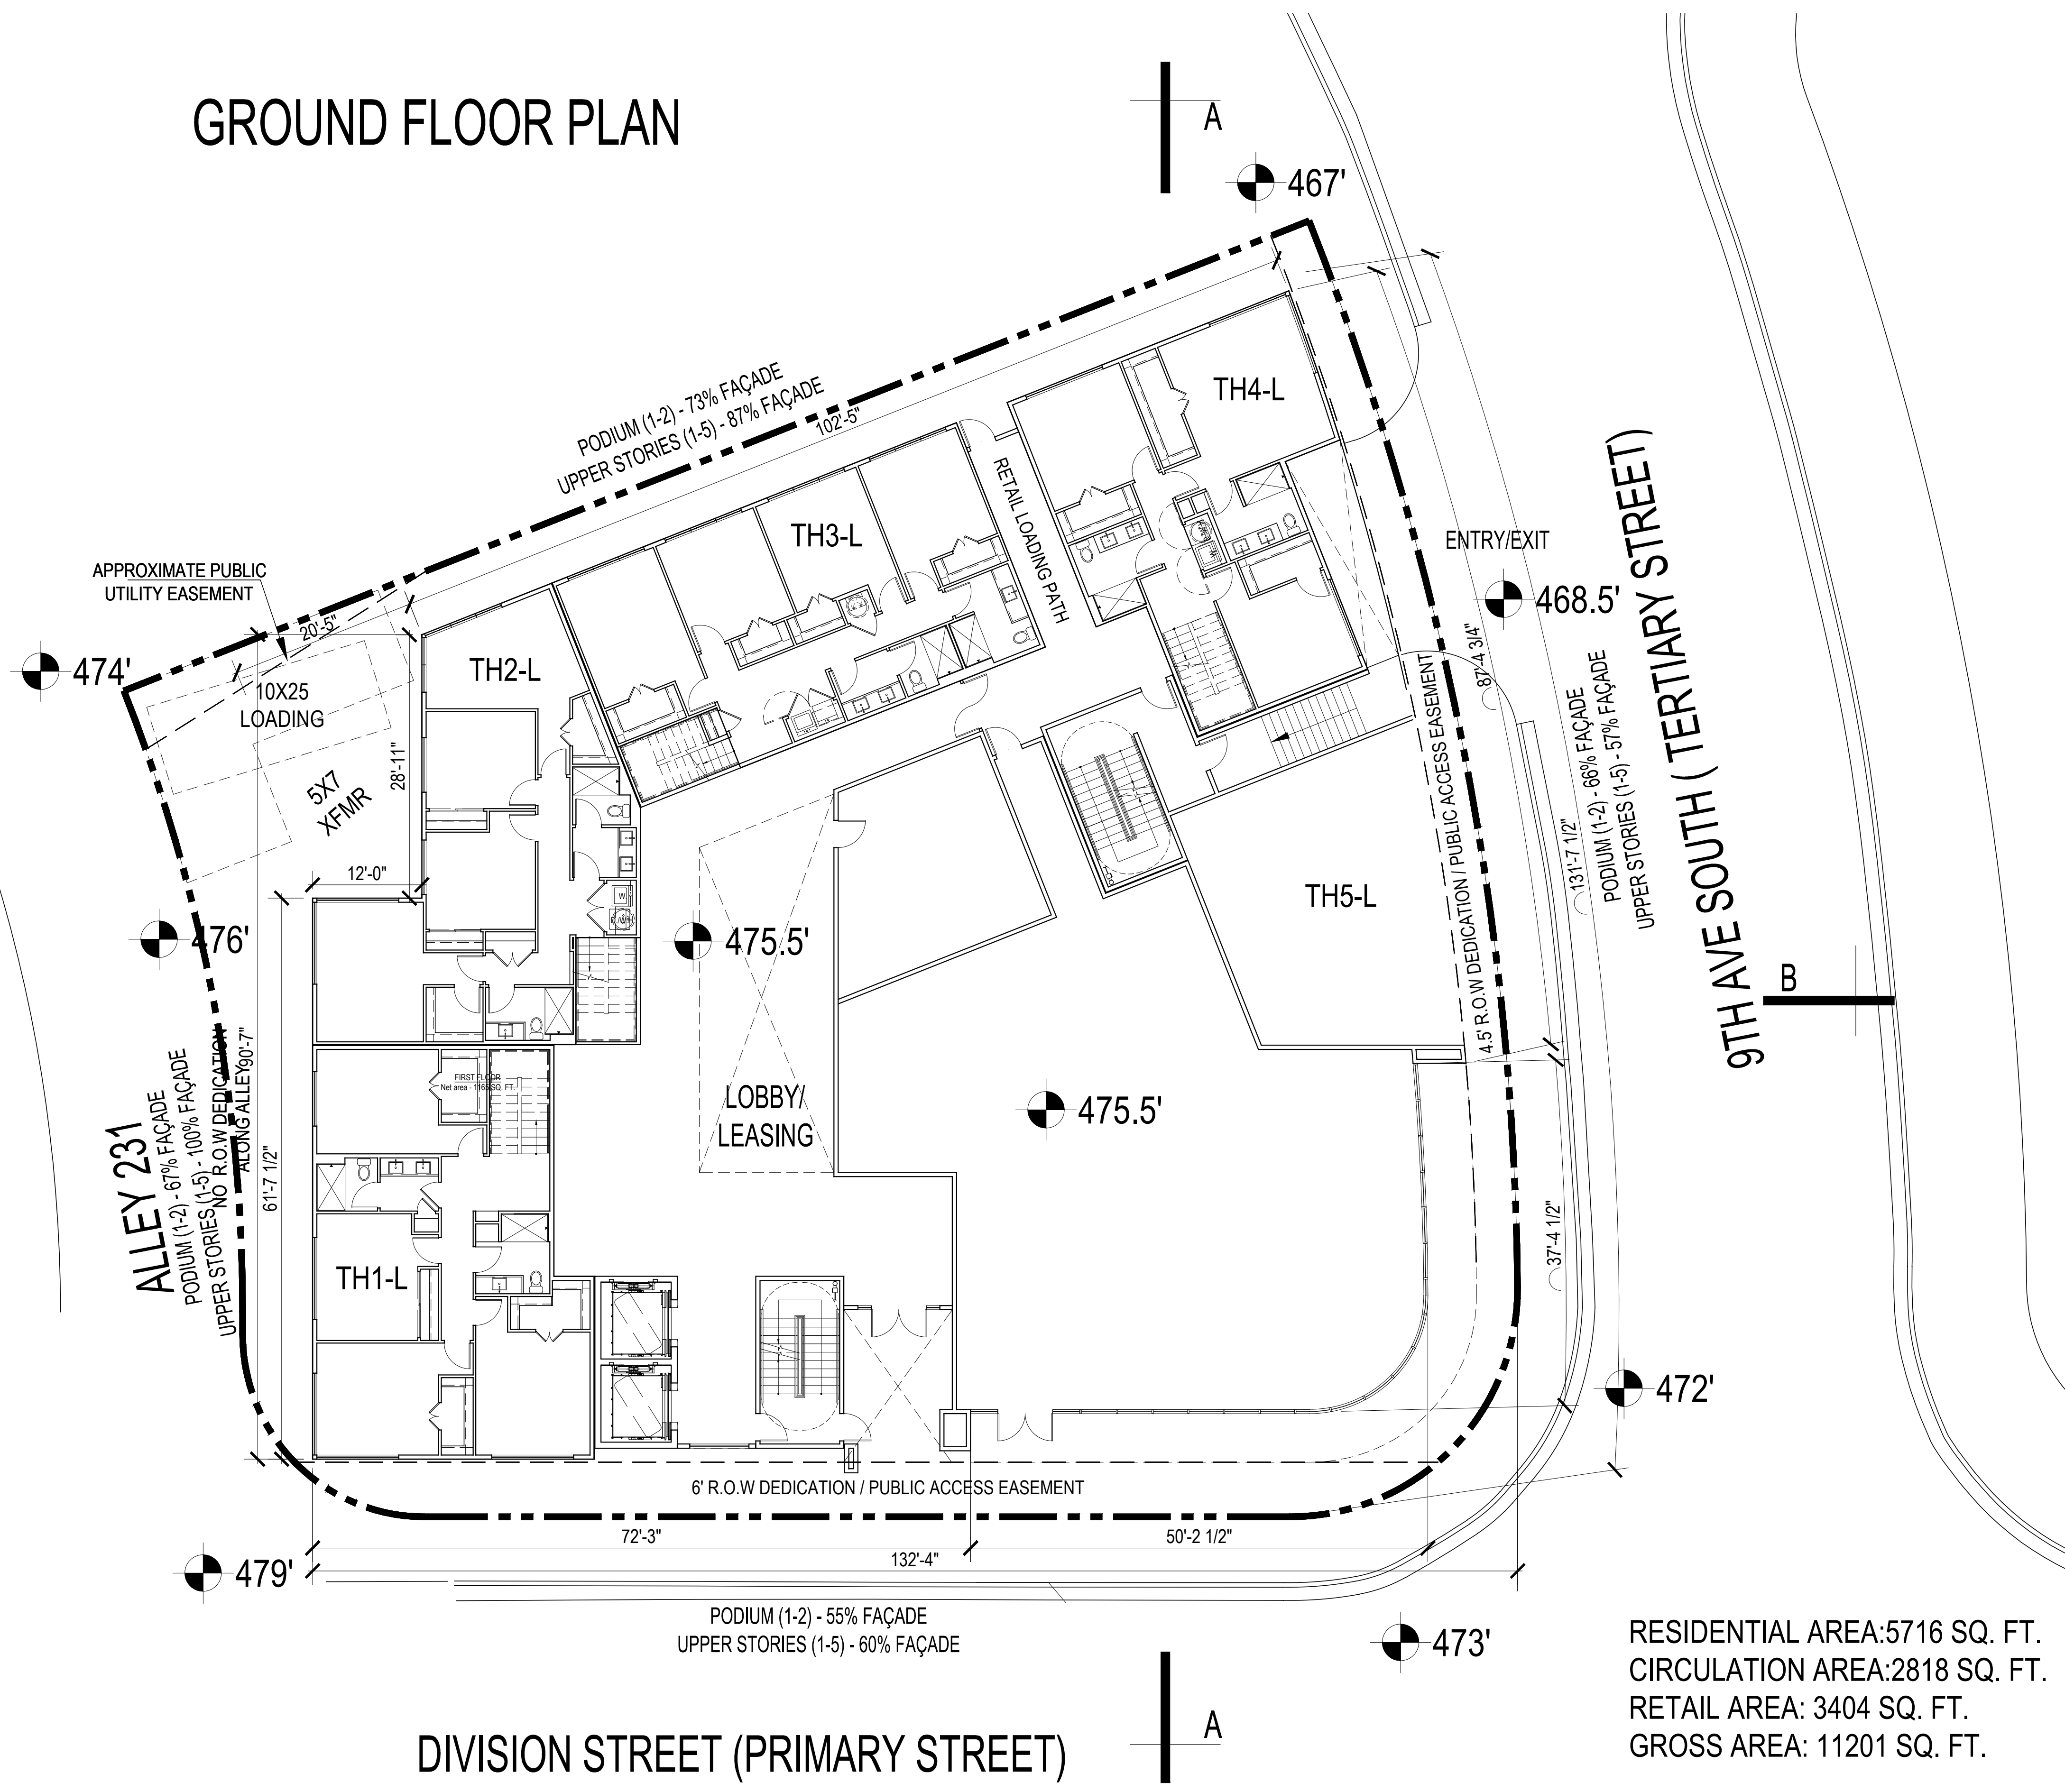 GROUND FLOOR PLAN
A
467'
PODIUM (1-2) - 73% FAÇADE
UPPER STORIES (1-5) - 87% FAÇADE
102'-5"
TH4-L
RETAIL LOADING PATH
TH3-L
ENTRY/EXIT
468.5'
9TH AVE SOUTH ( TERTIARY STREET)
APPROXIMATE PUBLIC
UTILITY EASEMENT
20'-5"
474'
10X25
LOADING
TH2-L
28'-11"
5X7
XFMR
12'-0"
87'-4 3/4"
131'-7 1/2"
PODIUM (1-2) - 66% FAÇADE
UPPER STORIES (1-5) - 57% FAÇADE
4.5' R.O.W DEDICATION / PUBLIC ACCESS EASEMENT
TH5-L
W
476'
475.5'
B
NO R.O.W DEDICATION
ALONG ALLEY
90'-7"
61'-7 1/2"
ALLEY 231
PODIUM (1-2) - 67% FAÇADE
UPPER STORIES (1-5) - 100% FAÇADE
FIRST FLOOR
Net area - 1165 SQ. FT.
LOBBY/
LEASING
475.5'
TH1-L
37'-4 1/2"
472'
6' R.O.W DEDICATION / PUBLIC ACCESS EASEMENT
72'-3"
50'-2 1/2"
132'-4"
479'
PODIUM (1-2) - 55% FAÇADE
UPPER STORIES (1-5) - 60% FAÇADE
473'
RESIDENTIAL AREA:5716 SQ. FT.
CIRCULATION AREA:2818 SQ. FT.
RETAIL AREA: 3404 SQ. FT.
GROSS AREA: 11201 SQ. FT.
A
DIVISION STREET (PRIMARY STREET)